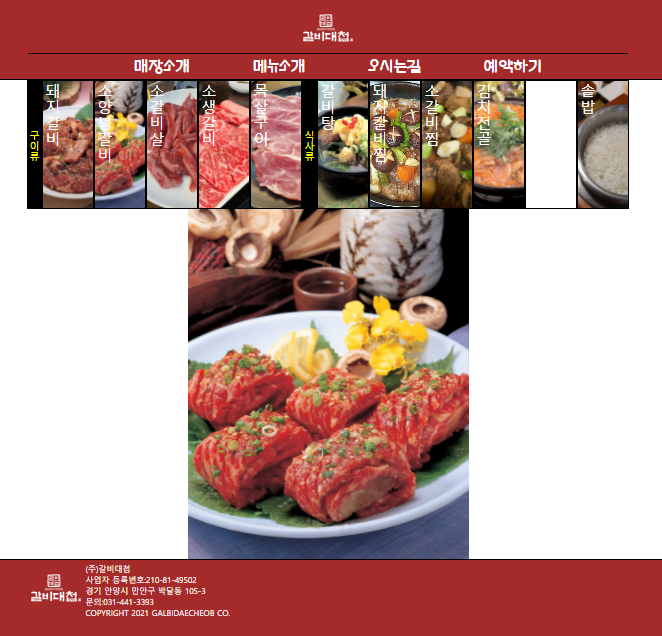 갈비대첩
매장소개 메뉴소개 오시는길 예약하기
구이류
돼지갈비
소양념갈비
소갈비살
소생갈비
목살구이
식사류
갈비탕
돼지갈비찜
소갈비찜
김치전골
솥밥
갈비대첩
(주)갈비대첩
사업자 등록번호:210-81-49502
경기 안양시 만안구 박달동 105-3
문의:031-441-3393
COPYRIGHT 2021 GALBIDAECHEOB CO.